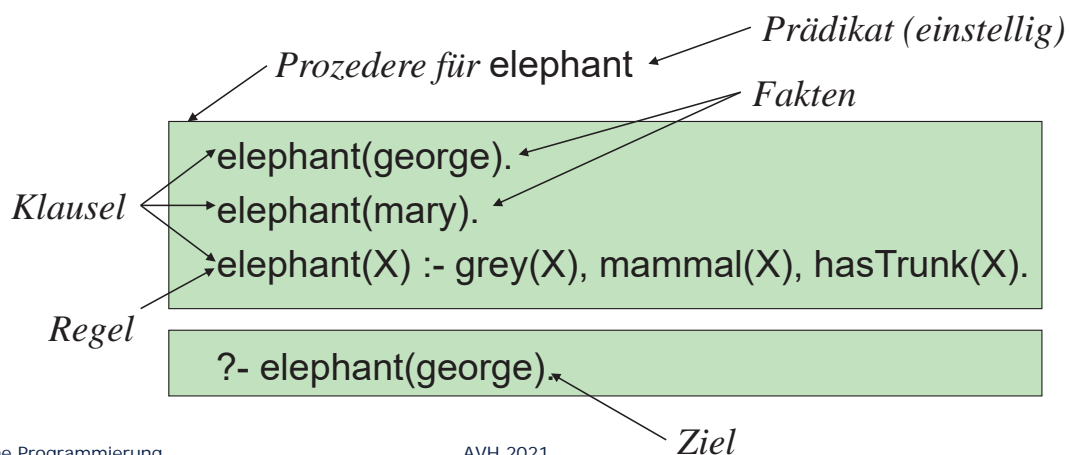 Prädikat (einstellig)
Prozedere für elephant
Fakten
elephant(george).
Klausel
elephant(mary).
elephant(X) :- grey(X), mammal(X), hasTrunk(X).
Regel
?- elephant(george).
Ziel
Programmierung
AVH 2021